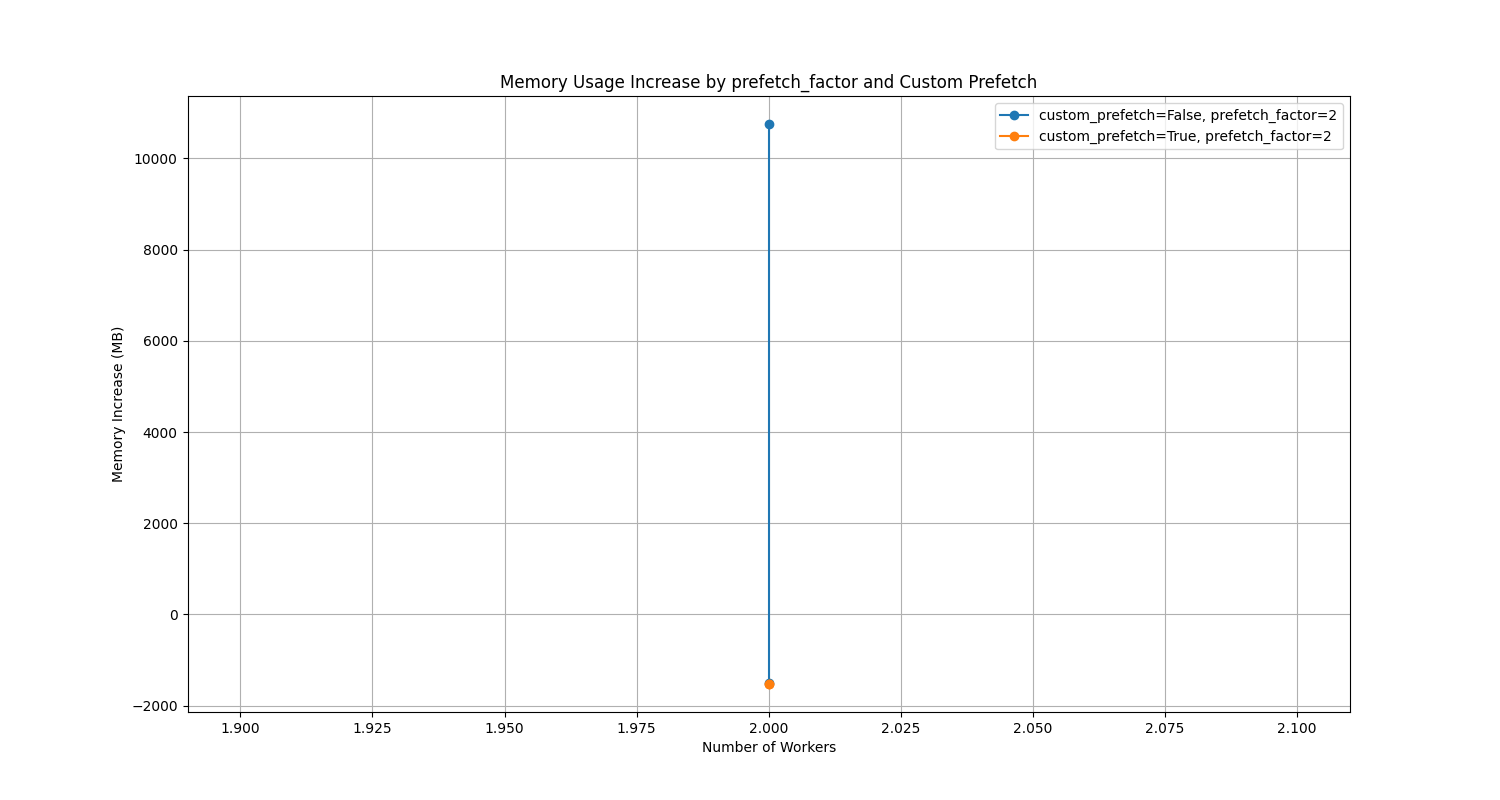 Memory Usage Increase by prefetch_factor and Custom Prefetch
custom_prefetch=False, prefetch_factor=2
custom_prefetch=True, prefetch_factor=2
Memory Increase (MB)
10000
8000
6000
4000
2000
0
−2000
1.900 1.925 1.950 1.975 2.000 2.025 2.050 2.075 2.100
Number of Workers